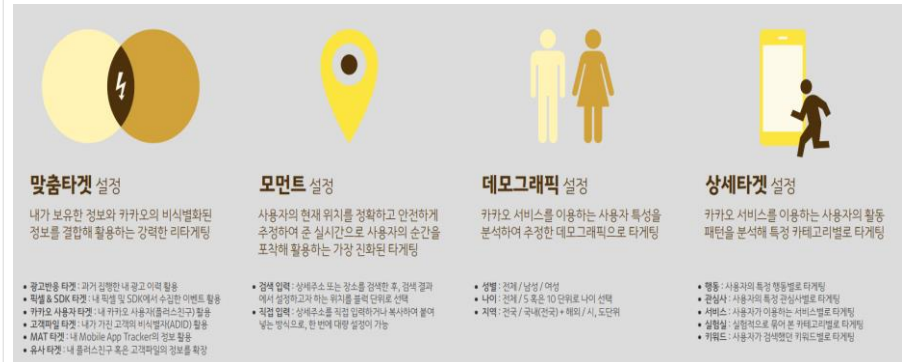 맞춤타겟 설정
내가 보유한 정보와 카카오의 비식별화된
정보를 결합해 활용하는 강력한 리타게팅
• 광고반응 타겟 : 과거 집행한 내 광고 이력 활용
• 픽셀 & SDK 타겟 : 내 픽셀 및 SDK에서 수집한 이벤트 활용
• 카카오 사용자 타겟 : 내 카카오 사용자(플러스친구) 활용
• 고객파일 타겟 : 내가 가진 고객의 비식별자(ADID) 활용
• MAT 타겟 : 내 Mobile App Tracker의 정보 활용
• 유사 타겟 : 내 플러스친구 혹은 고객파일의 정보를 확장
모먼트 설정
사용자의 현재 위치를 정확하고 안전하게
추정하여 준 실시간으로 사용자의 순간을
포착해 활용하는 가장 진화된 타게팅
• 검색 입력 : 상세주소 또는 장소를 검색한 후, 검색 결과
에서 설정하고자 하는 위치를 블럭 단위로 선택
• 직접 입력 : 상세주소를 직접 입력하거나 복사하여 붙여
넣는 방식으로, 한 번에 대량 설정이 가능
데모그래픽 설정
카카오 서비스를 이용하는 사용자 특성을
분석하여 추정한 데모그래픽으로 타게팅
• 성별 : 전체 / 남성 / 여성
• 나이 : 전체 / 5 혹은 10 단위로 나이 선택
• 지역 : 전국 / 국내(전국) + 해외 / 시, 도단위
상세타겟 설정
카카오 서비스를 이용하는 사용자의 활동
패턴을 분석해 특정 카테고리별로 타게팅
• 행동 : 사용자의 특정 행동별로 타게팅
• 관심사 : 사용자의 특정 관심사별로 타게팅
• 서비스 : 사용자가 이용하는 서비스별로 타게팅
• 실험실 : 실험적으로 묶어 본 카테고리별로 타게팅
• 키워드 : 사용자가 검색했던 키워드별로 타게팅